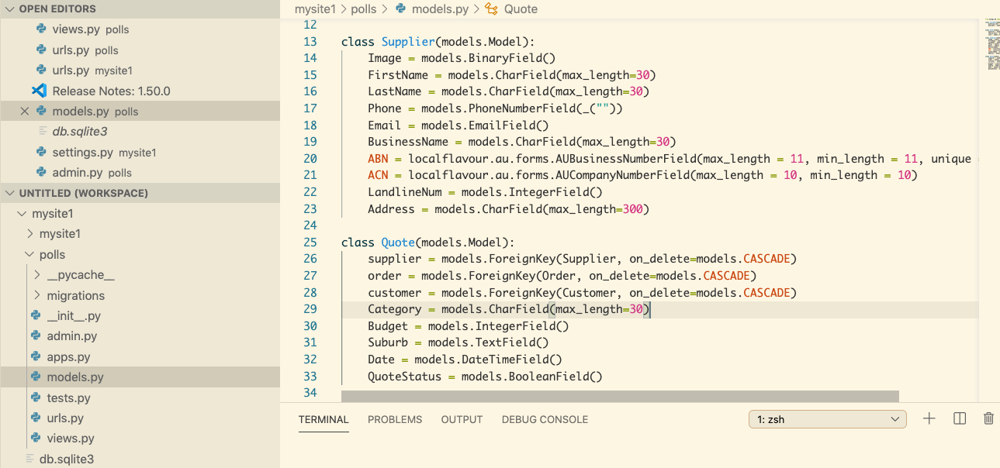 OPEN EDITORS
views.py polls
urls.py polls
urls.py mysite1
Release Notes: 1.50.0
models.py polls
db.sqlite3
settings.py mysite1
admin.py polls
UNTITLED (WORKSPACE)
mysite1
mysite1
polls
__pycache__
migrations
__init__.py
admin.py
apps.py
models.py
tests.py
urls.py
views.py
db.sqlite3
mysite1 > polls > models.py > Quote
12
13 class Supplier(models.Model):
14 Image = models.BinaryField()
15 FirstName = models.CharField(max_length=30)
16 LastName = models.CharField(max_length=30)
17 Phone = models.PhoneNumberField(_(""))
18 Email = models.EmailField()
19 BusinessName = models.CharField(max_length=30)
20 ABN = localflavour.au.forms.AUBusinessNumberField(max_length = 11, min_length = 11, unique =
21 ACN = localflavour.au.forms.AUCompanyNumberField(max_length = 10, min_length = 10)
22 LandlineNum = models.IntegerField()
23 Address = models.CharField(max_length=300)
24
25 class Quote(models.Model):
26 supplier = models.ForeignKey(Supplier, on_delete=models.CASCADE)
27 order = models.ForeignKey(Order, on_delete=models.CASCADE)
28 customer = models.ForeignKey(Customer, on_delete=models.CASCADE)
29 Category = models.CharField(max_length=30)
30 Budget = models.IntegerField()
31 Suburb = models.TextField()
32 Date = models.DateTimeField()
33 QuoteStatus = models.BooleanField()
34
TERMINAL PROBLEMS OUTPUT DEBUG CONSOLE 1: zsh